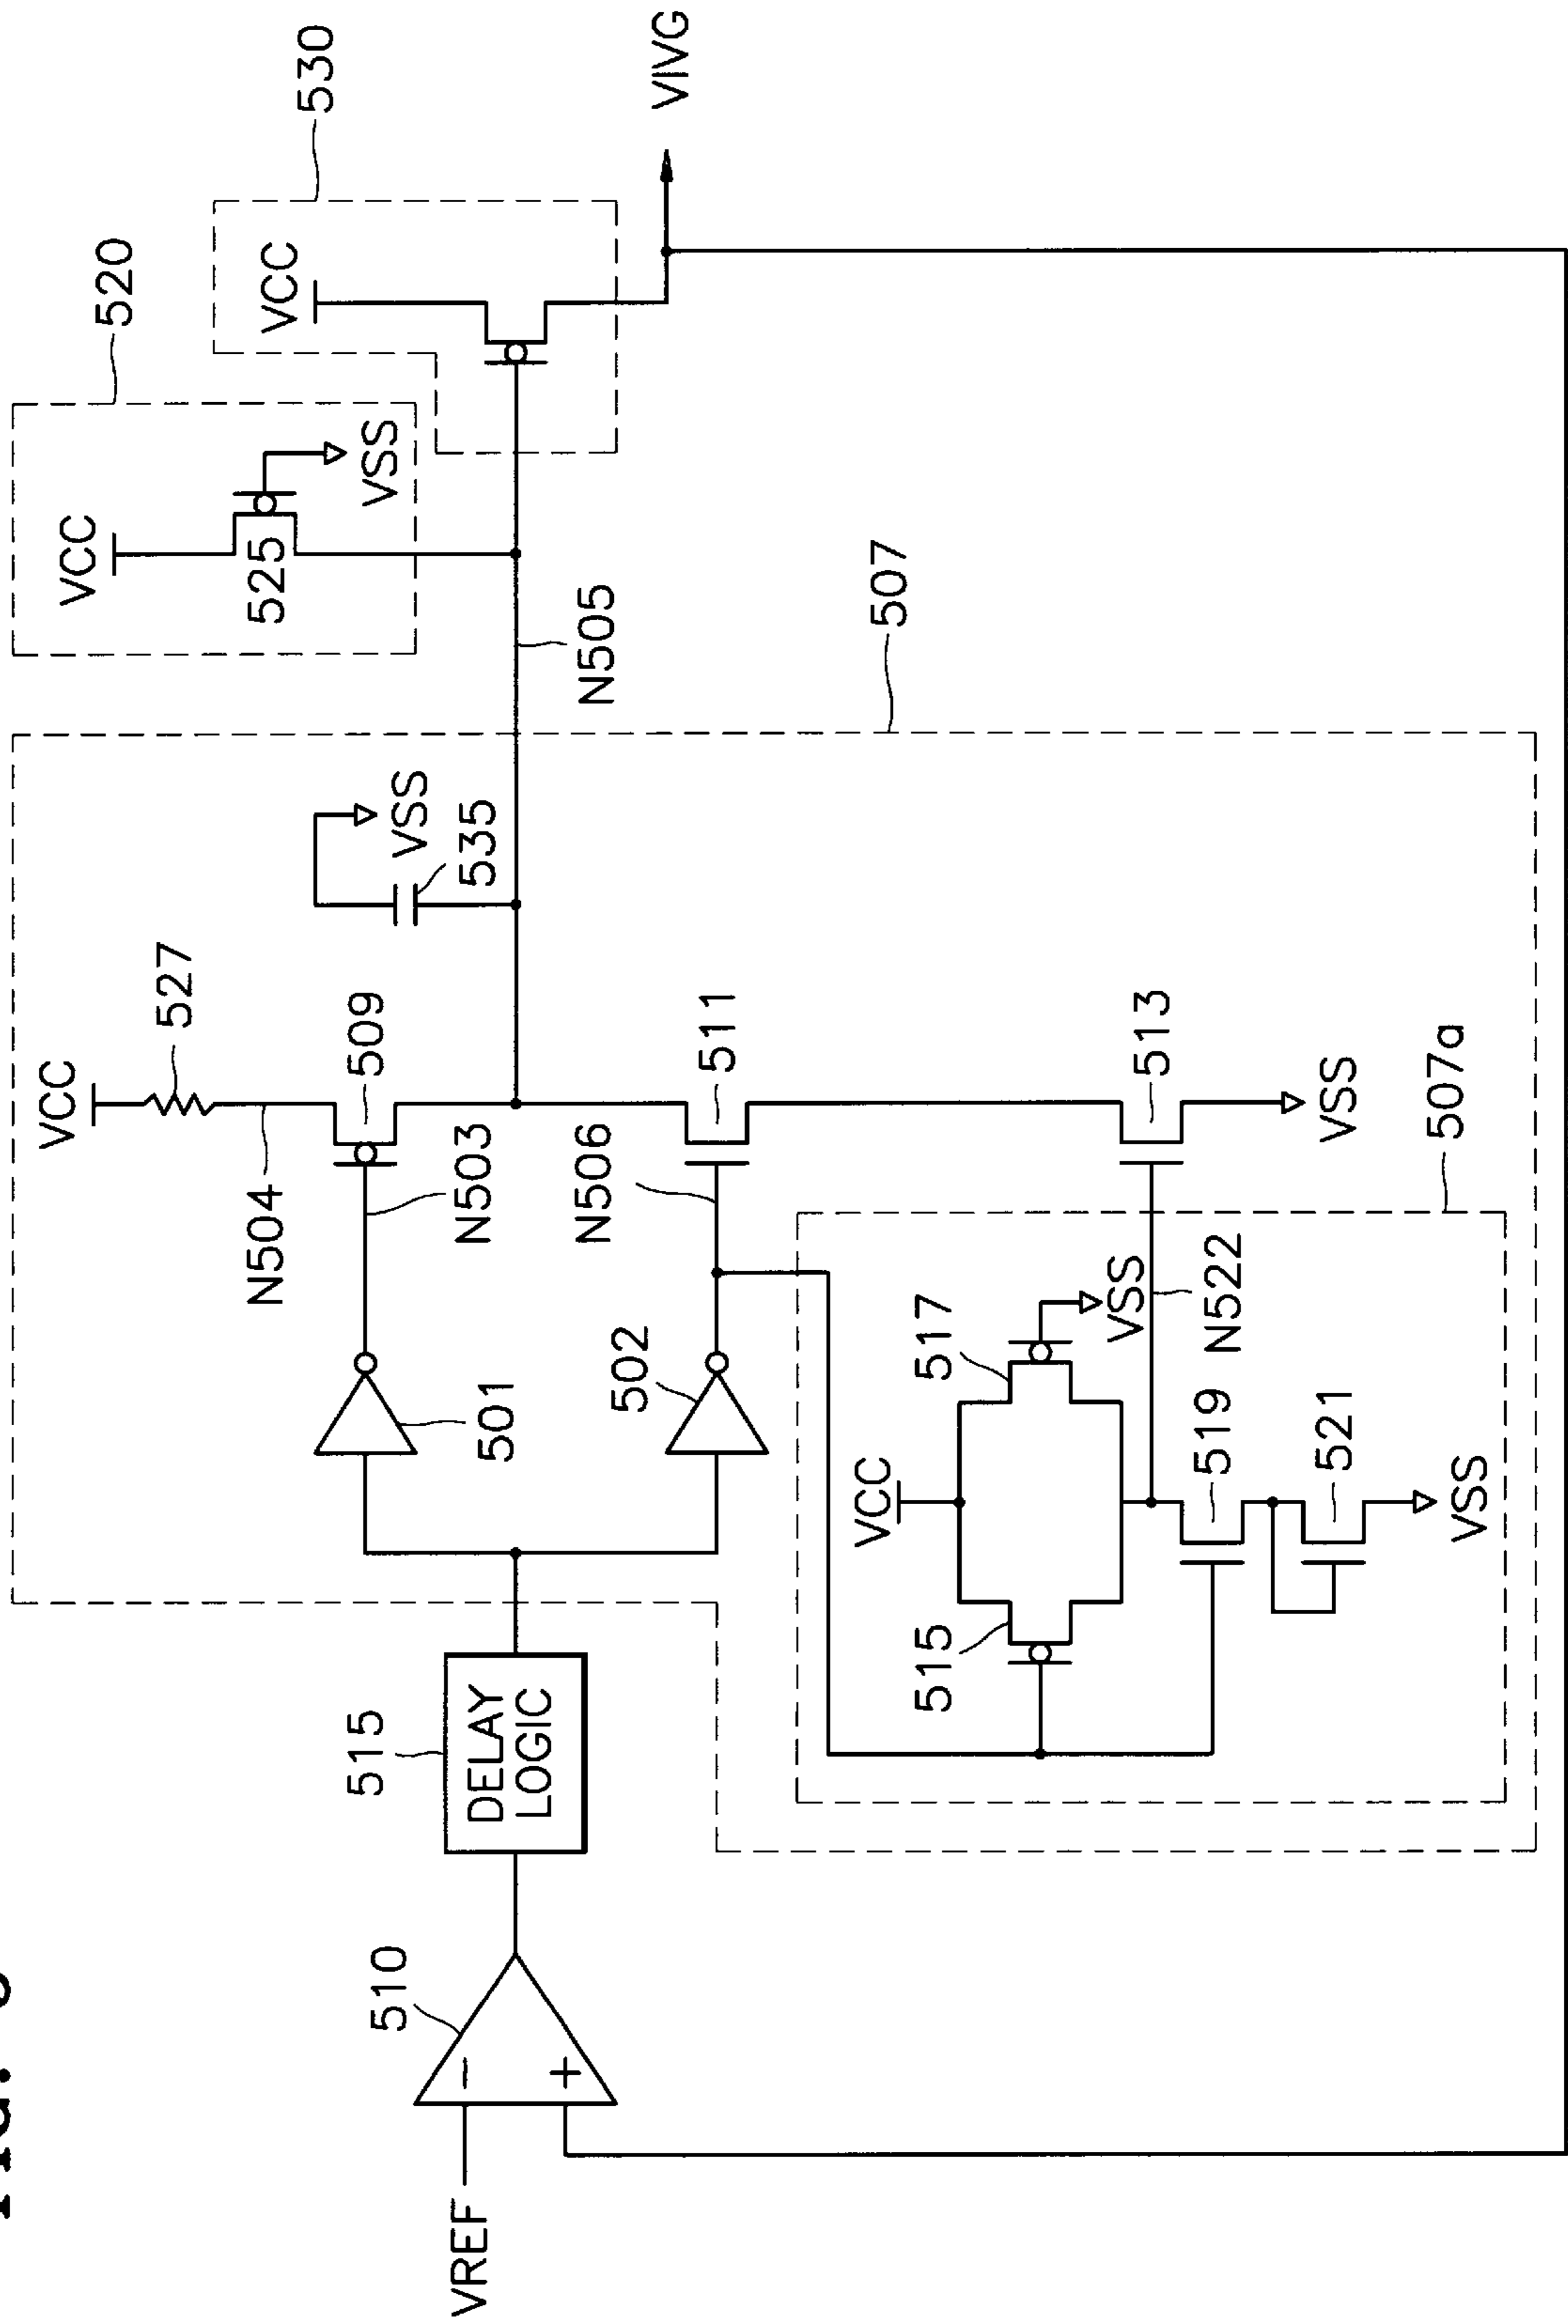 VREF
510
−
+
515
DELAY
LOGIC
507
VCC
527
N504
509
N503
501
502
N506
511
VSS
535
N505
513
VSS
507a
VCC
515
517
VSS
N522
519
521
VSS
520
VCC
525
VSS
530
VCC
VIVG